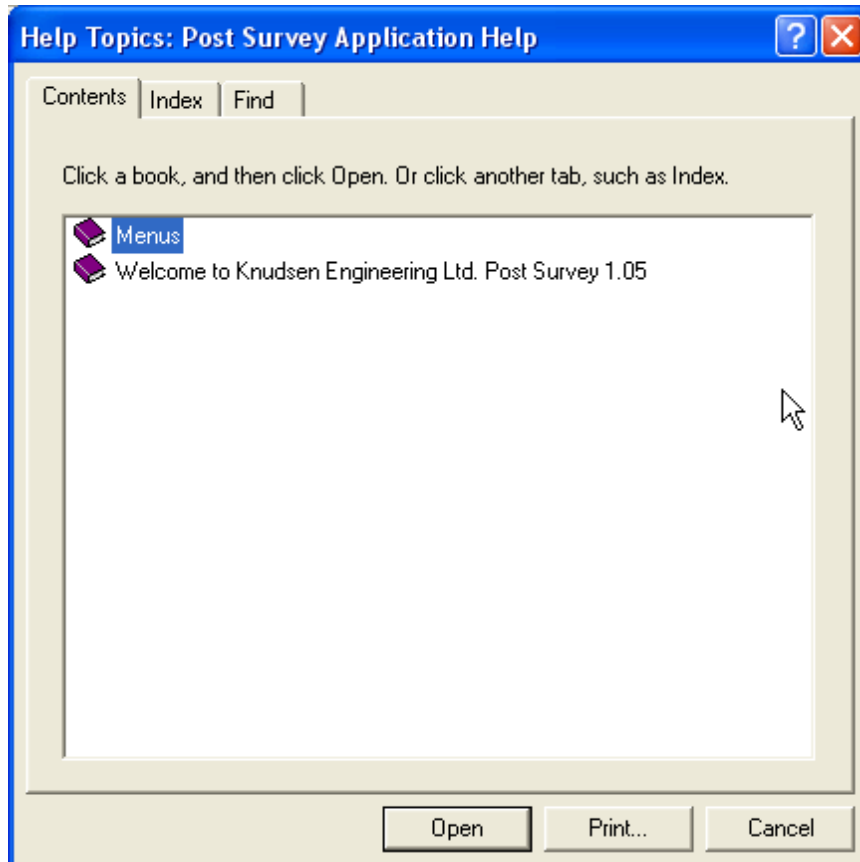 Help Topics: Post Survey Application Help
Contents Index Find
Click a book, and then click Open. Or click another tab, such as Index.
Menus
Welcome to Knudsen Engineering Ltd. Post Survey 1.05
Open Print... Cancel